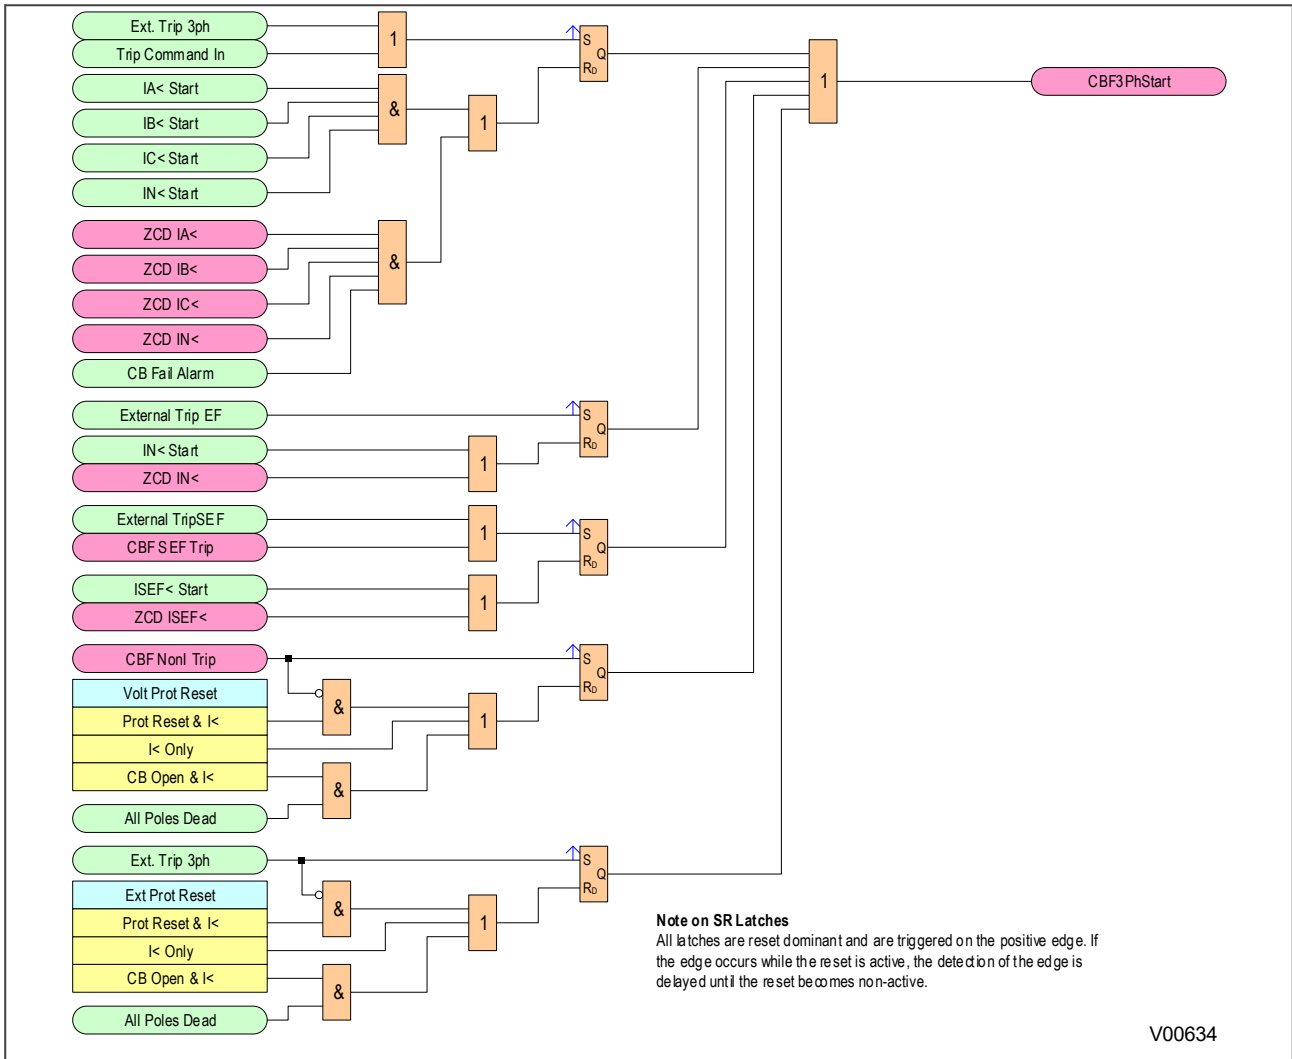 Ext. Trip 3ph
Trip Command In
1
S
Q
RD
IA< Start
IB< Start
IC< Start
IN< Start
&
1
1
CBF3PhStart
ZCD IA<
ZCD IB<
ZCD IC<
ZCD IN<
CB Fail Alarm
&
External Trip EF
IN< Start
ZCD IN<
1
S
Q
RD
External TripSEF
CBF SEF Trip
1
ISEF< Start
ZCD ISEF<
1
S
Q
RD
CBF NonI Trip
Volt Prot Reset
Prot Reset & I<
I< Only
CB Open & I<
All Poles Dead
&
&
1
S
Q
RD
Ext. Trip 3ph
Ext Prot Reset
Prot Reset & I<
I< Only
CB Open & I<
All Poles Dead
&
&
1
S
Q
RD
Note on SR Latches
All latches are reset dominant and are triggered on the positive edge. If
the edge occurs while the reset is active, the detection of the edge is
delayed until the reset becomes non-active.
V00634